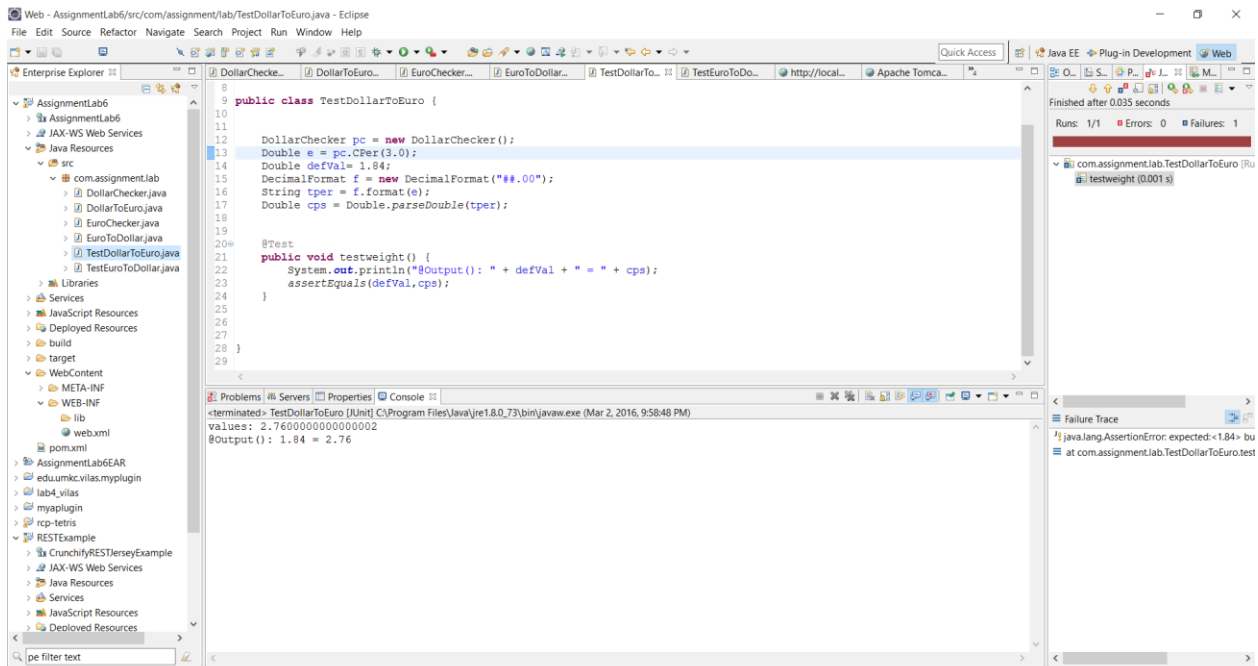 Web - AssignmentLab6/src/com/assignment/lab/TestDollarToEuro.java - Eclipse
File Edit Source Refactor Navigate Search Project Run Window Help
Quick Access
Java EE Plug-in Development Web
Enterprise Explorer
AssignmentLab6
AssignmentLab6
JAX-WS Web Services
Java Resources
src
com.assignment.lab
DollarChecker.java
DollarToEuro.java
EuroChecker.java
EuroToDollar.java
TestDollarToEuro.java
TestEuroToDollar.java
Libraries
Services
JavaScript Resources
Deployed Resources
build
target
WebContent
META-INF
WEB-INF
lib
web.xml
pom.xml
AssignmentLab6EAR
edu.umkc.vilas.myplugin
lab4_vilas
myaplugin
rcp-tetris
RESTExample
CrunchifyRESTJerseyExample
JAX-WS Web Services
Java Resources
Services
JavaScript Resources
Deployed Resources
pe filter text
DollarChecke... DollarToEuro... EuroChecker.... EuroToDollar... TestDollarTo... TestEuroToDo... http://local... Apache Tomca... »4
8
9 public class TestDollarToEuro {
10
11
12 DollarChecker pc = new DollarChecker();
13 Double e = pc.CPer(3.0);
14 Double defVal= 1.84;
15 DecimalFormat f = new DecimalFormat("##.00");
16 String tper = f.format(e);
17 Double cps = Double.parseDouble(tper);
18
19
20 @Test
21 public void testweight() {
22 System.out.println("@Output(): " + defVal + " = " + cps);
23 assertEquals(defVal,cps);
24 }
25
26
27
28 }
29
Problems Servers Properties Console
<terminated> TestDollarToEuro [JUnit] C:\Program Files\Java\jre1.8.0_73\bin\javaw.exe (Mar 2, 2016, 9:58:48 PM)
values: 2.7600000000000002
@Output(): 1.84 = 2.76
O... S... P... J... M...
Finished after 0.035 seconds
Runs: 1/1 Errors: 0 Failures: 1
com.assignment.lab.TestDollarToEuro [Ru
testweight (0.001 s)
Failure Trace
java.lang.AssertionError: expected:<1.84> bu
at com.assignment.lab.TestDollarToEuro.test